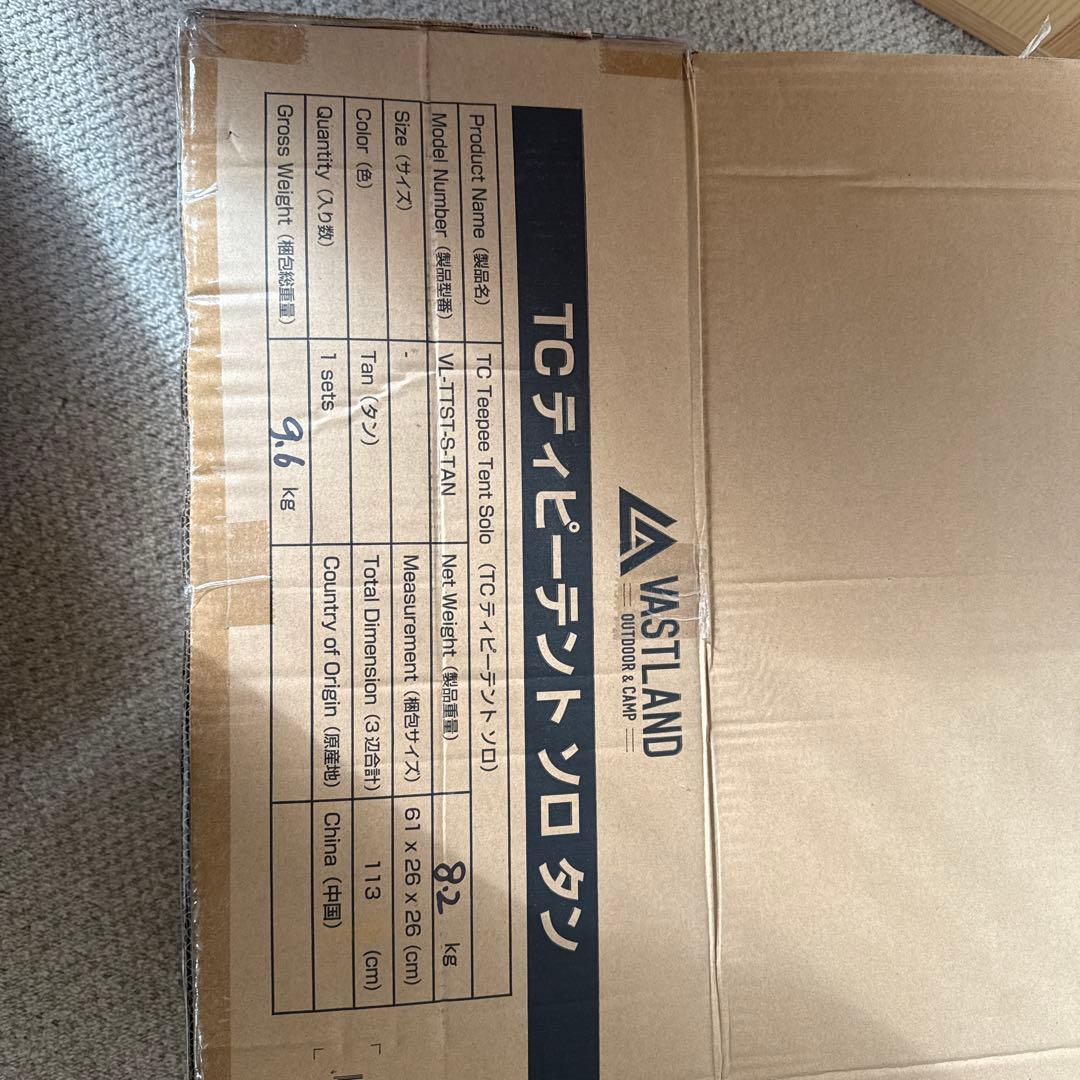 VASTLAND
OUTDOOR & CAMP
TC ティピーテント ソロ タン
Product Name (製品名) TC Teepee Tent Solo (TC ティピーテント ソロ)
Model Number (製品型番) VL-TTST-S-TAN Net Weight (製品重量) 8.2 kg
Size (サイズ) - Measurement (梱包サイズ) 61 x 26 x 26 (cm)
Color (色) Tan (タン) Total Dimension (3辺合計) 113 (cm)
Quantity (入り数) 1 sets Country of Origin (原産地) China (中国)
Gross Weight (梱包総重量) 9.6 kg